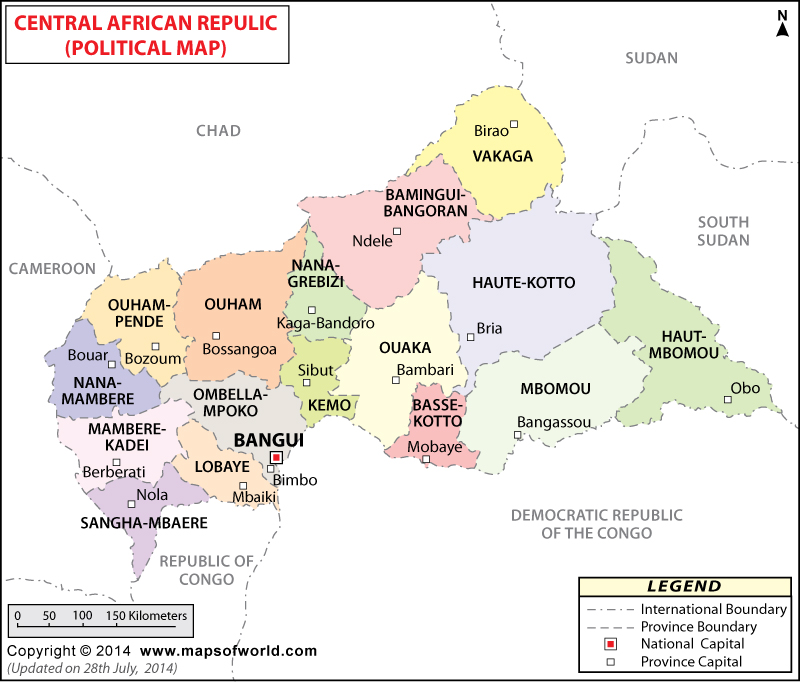 CENTRAL AFRICAN REPULIC
(POLITICAL MAP)
N
SUDAN
CHAD
Birao
VAKAGA
BAMINGUI-
BANGORAN
Ndele
SOUTH
SUDAN
CAMEROON
NANA-
GREBIZI
HAUTE-KOTTO
OUHAM-
PENDE
OUHAM
Kaga-Bandoro
Bria
HAUT-
MBOMOU
Bouar
Bozoum
Bossangoa
OUAKA
Sibut
Bambari
NANA-
MAMBERE
OMBELLA-
MPOKO
KEMO
BASSE-
KOTTO
MBOMOU
Obo
MAMBERE-
KADEI
BANGUI
Mobaye
Bangassou
Berberati
LOBAYE
Bimbo
Nola
Mbaiki
SANGHA-MBAERE
DEMOCRATIC REPUBLIC
OF THE CONGO
REPUBLIC OF
CONGO
LEGEND
International Boundary
Province Boundary
National Capital
Province Capital
0 50 100 150 Kilometers
Copyright © 2014 www.mapsofworld.com
(Updated on 28th July, 2014)